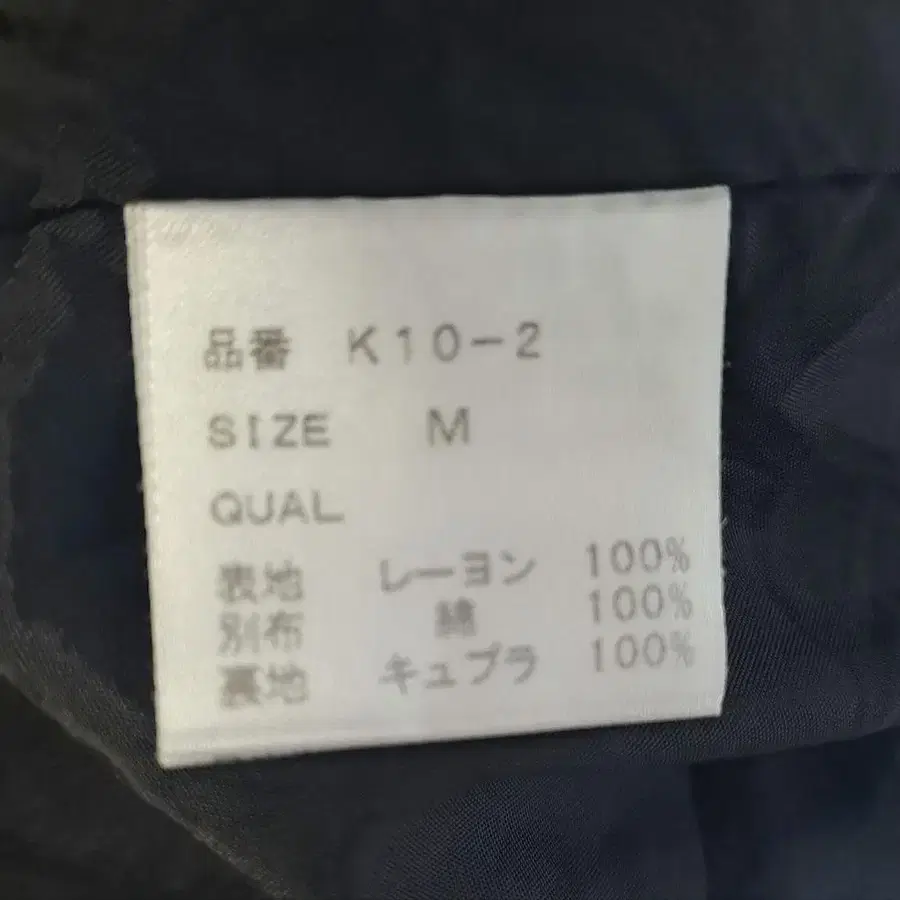 品番 K10-2
SIZE M
QUAL
表地 レーヨン 100%
別布 綿 100%
裏地 キュプラ 100%